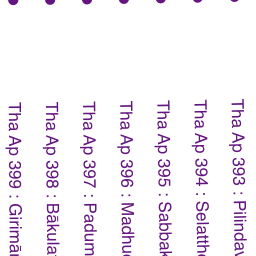 Tha Ap 393 : Pilindav
Tha Ap 394 : Selatth
Tha Ap 395 : Sabbak
Tha Ap 396 : Madhu
Tha Ap 397 : Padum
Tha Ap 398 : Bākula
Tha Ap 399 : Girimā